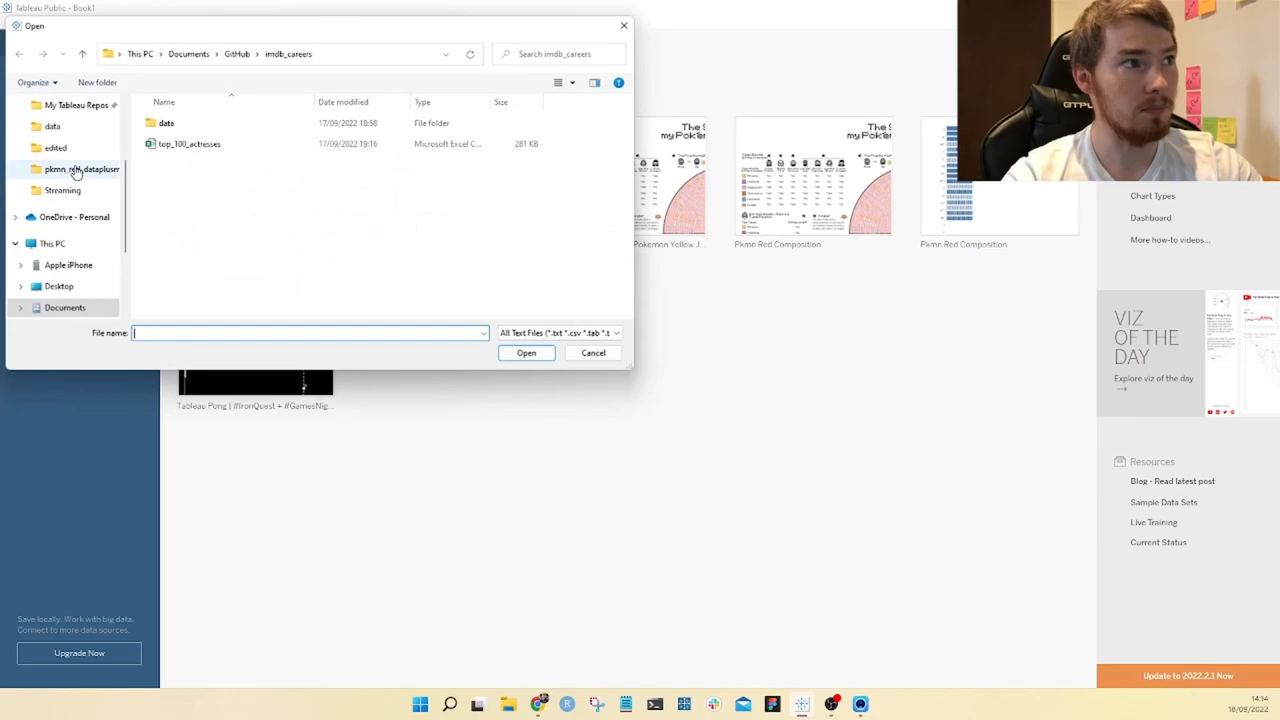 Tableau Public - Book1
Open
This PC > Documents > GitHub > imdb_careers
Search imdb_careers
Organize
New folder
My Tableau Repos
data
edited
Streaming
OneDrive - Personal
This PC
Apple iPhone
Desktop
Documents
Name
Date modified
Type
Size
data
17/09/2022 18:58
File folder
top_100_actresses
17/09/2022 19:16
Microsoft Excel C...
281 KB
File name:
All Text Files (*.txt *.csv *.tab *.t
Open
Cancel
Pokemon Yellow J...
Pkmn Red Composition
Pkmn Red Composition
Tableau Pong | #IronQuest + #GamesNig...
GTPL
Chart Types
Dashboard
More how-to videos...
VIZ
OF THE
DAY
Explore viz of the day
→
Resources
Blog - Read latest post
Sample Data Sets
Live Training
Current Status
Save locally. Work with big data.
Connect to more data sources.
Upgrade Now
Update to 2022.2.1 Now
14:14
18/09/2022